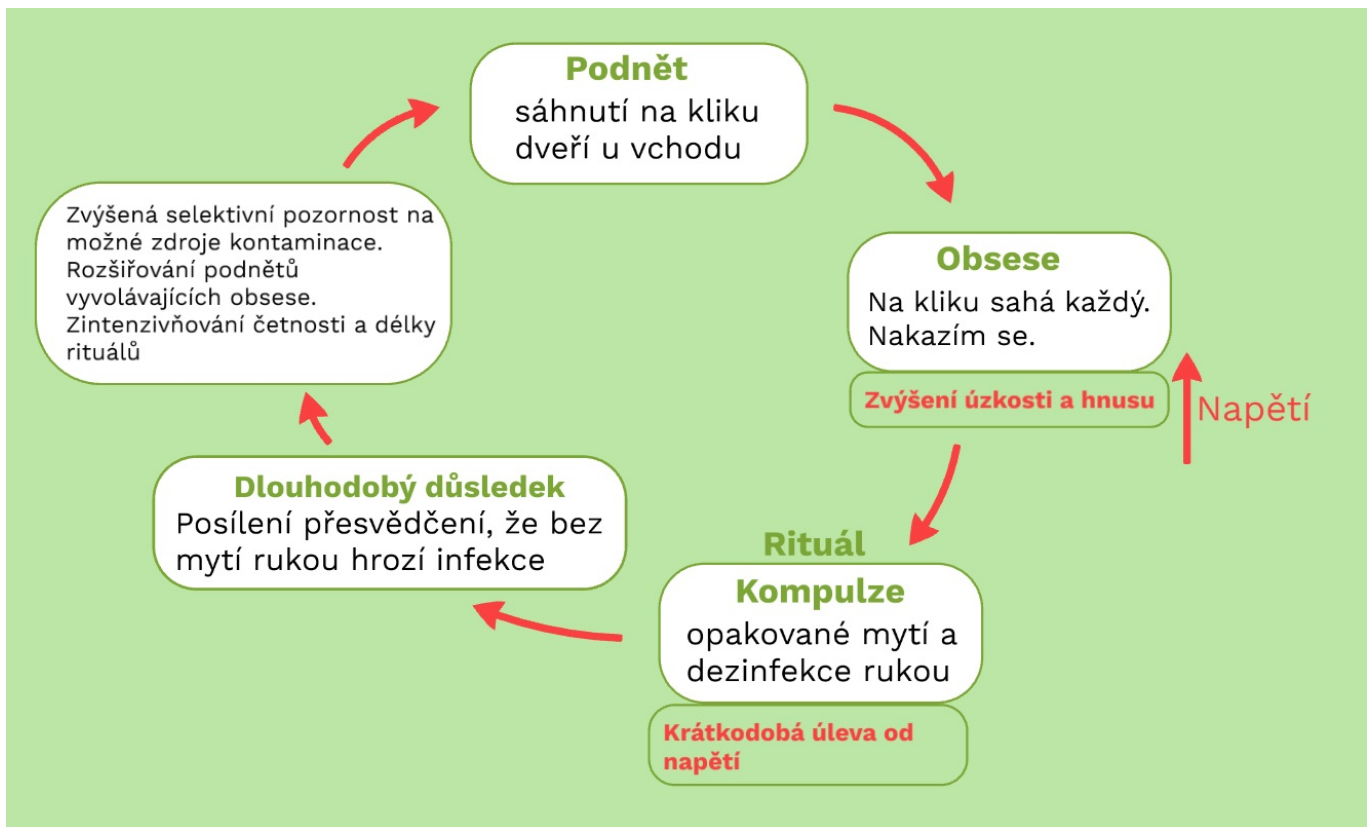 Podnět
sáhnutí na kliku
dveří u vchodu
Obsese
Na kliku sahá každý.
Nakazím se.
Zvýšení úzkosti a hnusu
Napětí
Rituál
Kompulze
opakované mytí a
dezinfekce rukou
Krátkodobá úleva od
napětí
Dlouhodobý důsledek
Posílení přesvědčení, že bez
mytí rukou hrozí infekce
Zvýšená selektivní pozornost na
možné zdroje kontaminace.
Rozšiřování podnětů
vyvolávajících obsese.
Zintenzivňování četnosti a délky
rituálů